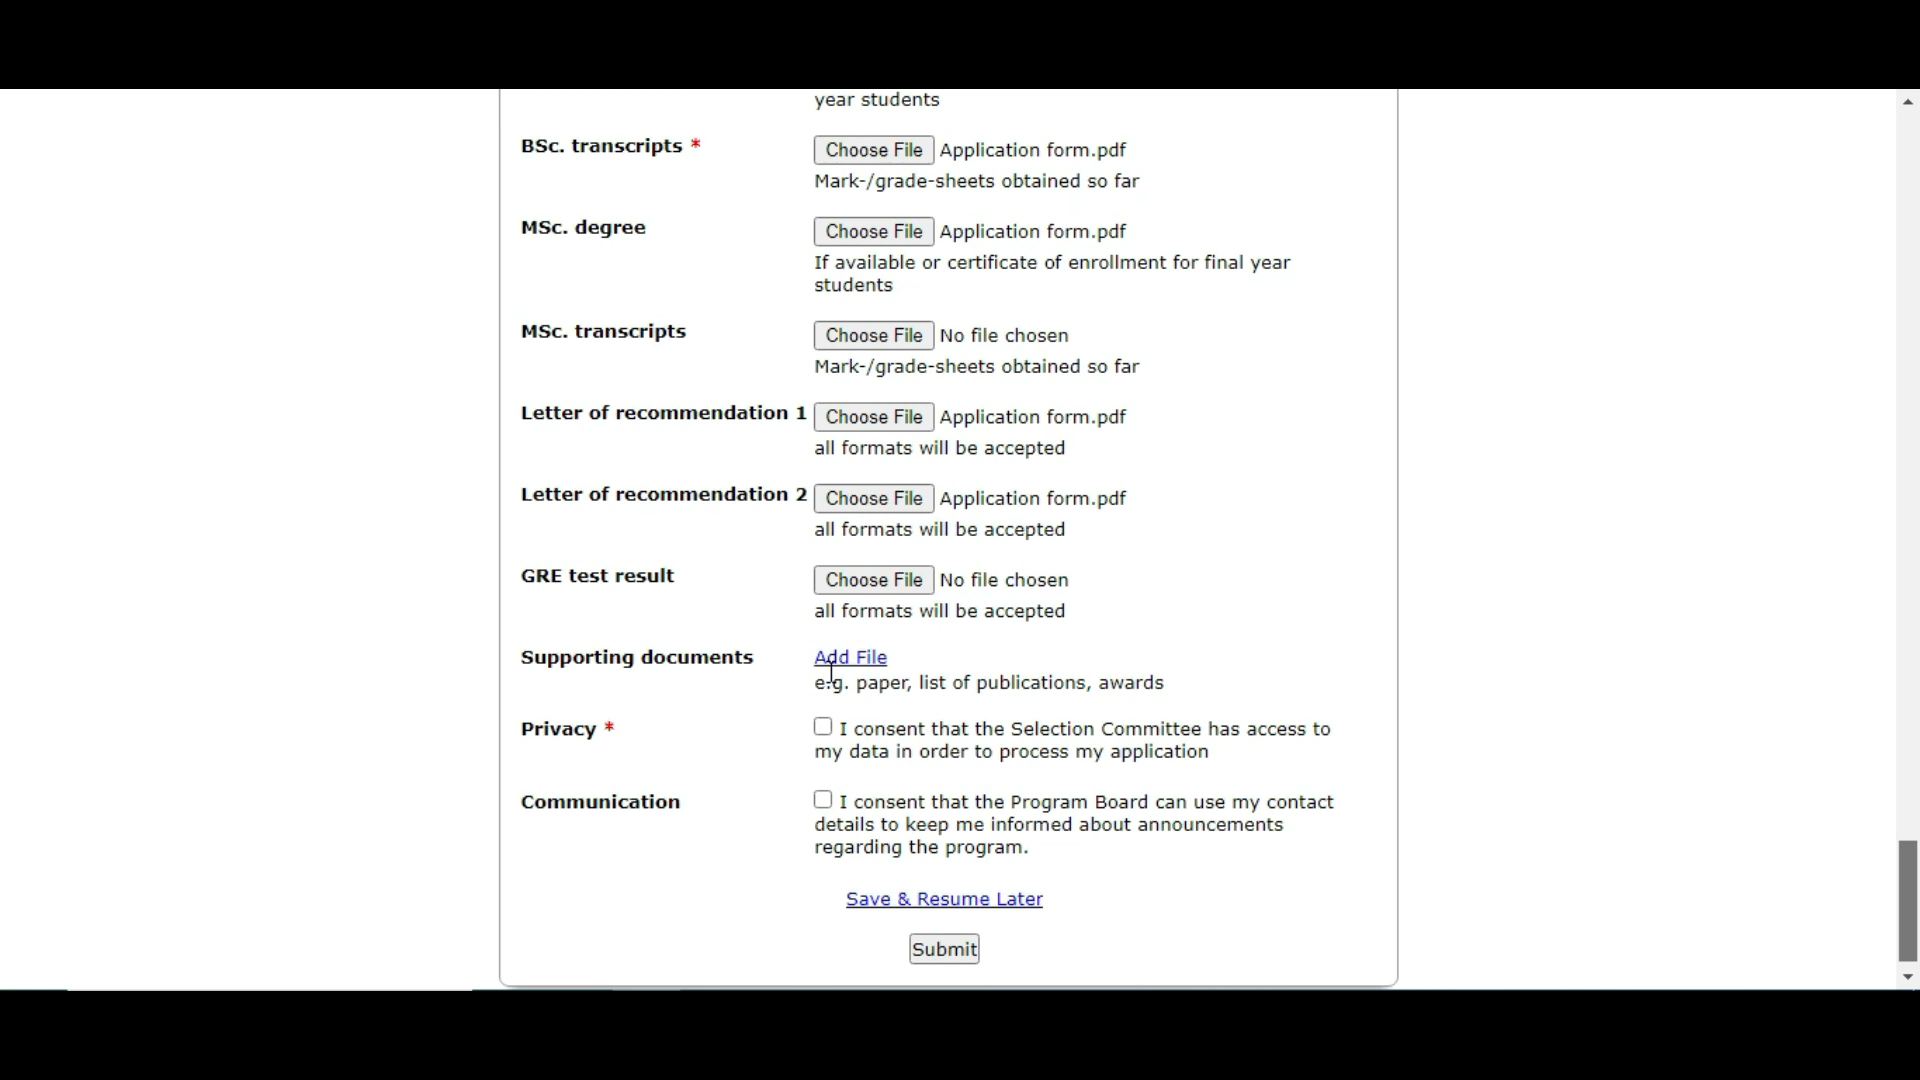 year students
BSc. transcripts *
Choose File Application form.pdf
Mark-/grade-sheets obtained so far
MSc. degree
Choose File Application form.pdf
If available or certificate of enrollment for final year
students
MSc. transcripts
Choose File No file chosen
Mark-/grade-sheets obtained so far
Letter of recommendation 1
Choose File Application form.pdf
all formats will be accepted
Letter of recommendation 2
Choose File Application form.pdf
all formats will be accepted
GRE test result
Choose File No file chosen
all formats will be accepted
Supporting documents
Add File
e.g. paper, list of publications, awards
Privacy *
I consent that the Selection Committee has access to
my data in order to process my application
Communication
I consent that the Program Board can use my contact
details to keep me informed about announcements
regarding the program.
Save & Resume Later
Submit